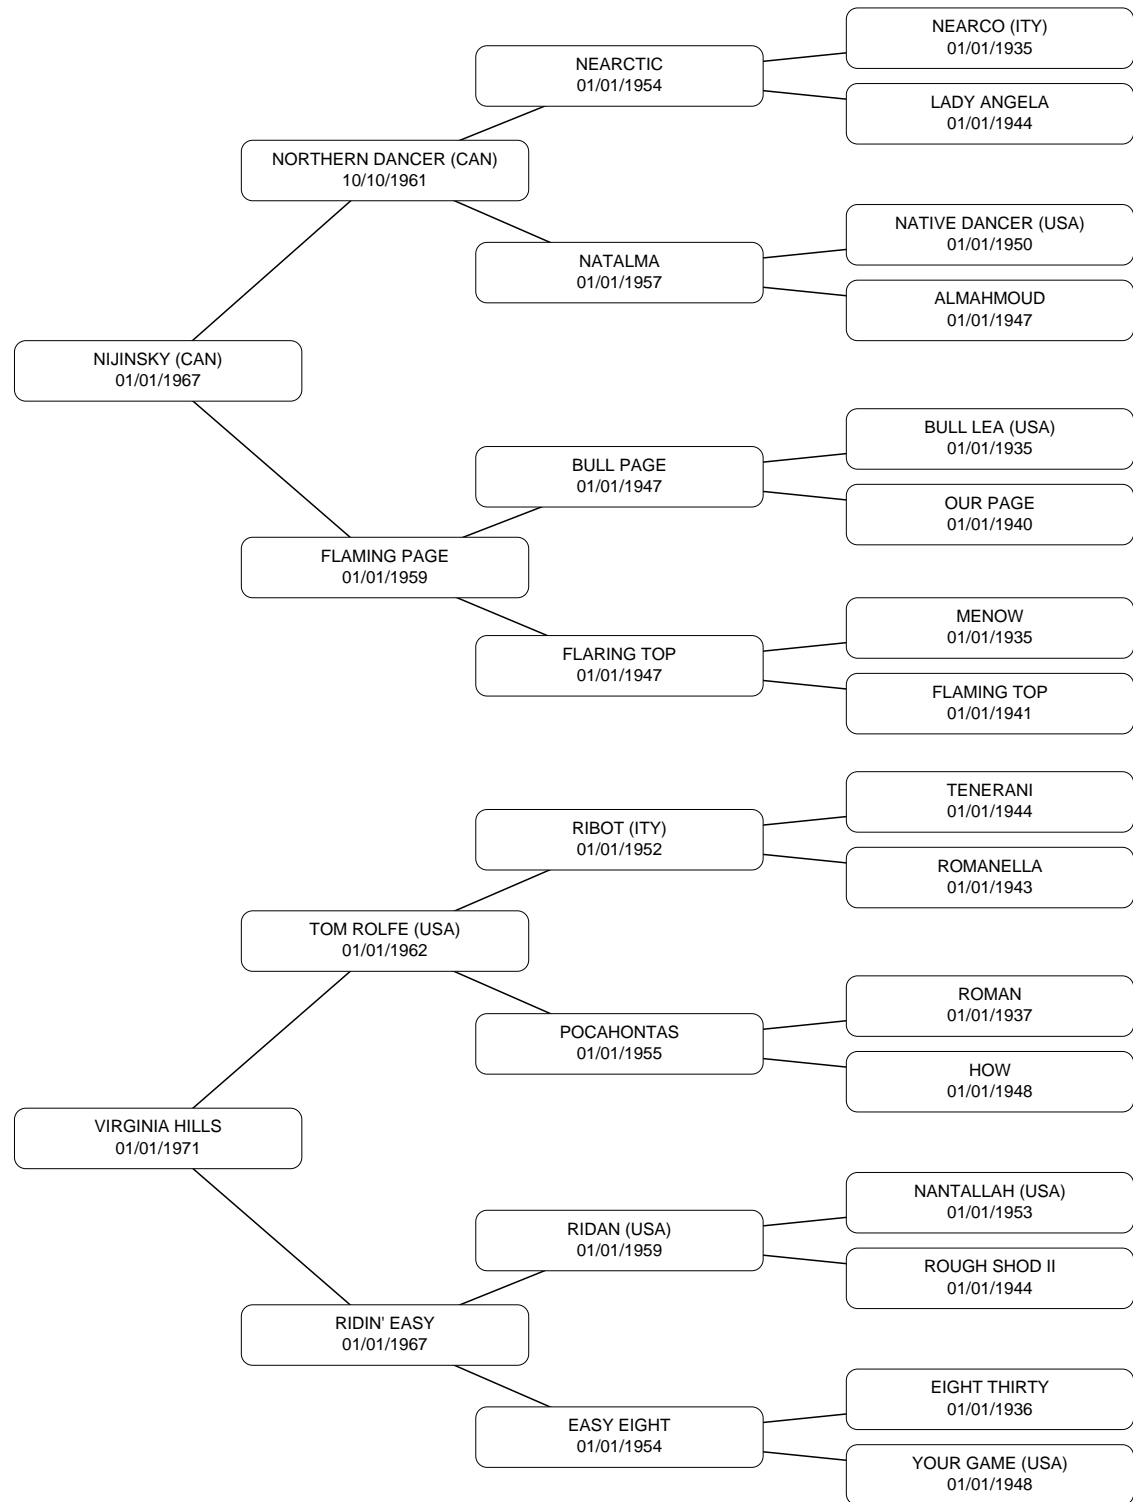 NEARCO (ITY)
01/01/1935
NEARCTIC
01/01/1954
LADY ANGELA
01/01/1944
NORTHERN DANCER (CAN)
10/10/1961
NATIVE DANCER (USA)
01/01/1950
NATALMA
01/01/1957
ALMAHMOUD
01/01/1947
NIJINSKY (CAN)
01/01/1967
BULL LEA (USA)
01/01/1935
BULL PAGE
01/01/1947
OUR PAGE
01/01/1940
FLAMING PAGE
01/01/1959
MENOW
01/01/1935
FLARING TOP
01/01/1947
FLAMING TOP
01/01/1941
TENERANI
01/01/1944
RIBOT (ITY)
01/01/1952
ROMANELLA
01/01/1943
TOM ROLFE (USA)
01/01/1962
ROMAN
01/01/1937
POCAHONTAS
01/01/1955
HOW
01/01/1948
VIRGINIA HILLS
01/01/1971
NANTALLAH (USA)
01/01/1953
RIDAN (USA)
01/01/1959
ROUGH SHOD II
01/01/1944
RIDIN' EASY
01/01/1967
EIGHT THIRTY
01/01/1936
EASY EIGHT
01/01/1954
YOUR GAME (USA)
01/01/1948